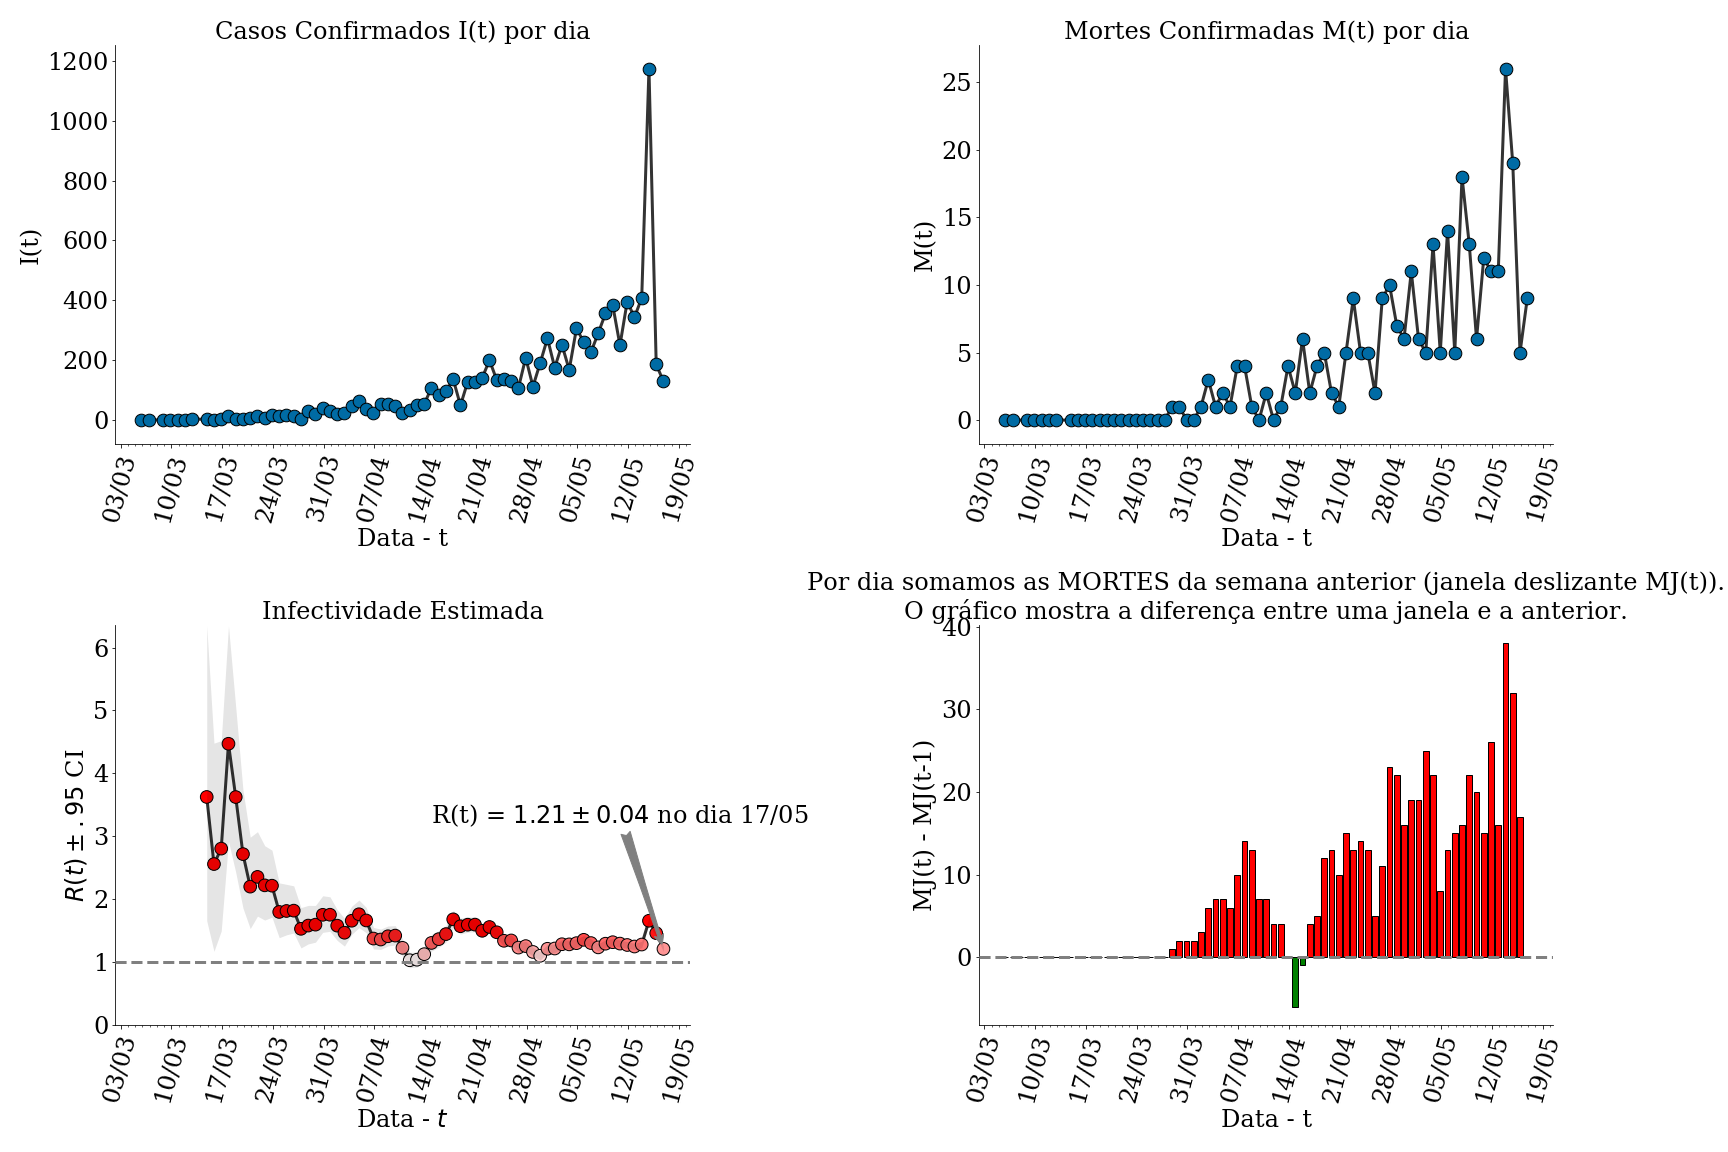 Casos Confirmados I(t) por dia
1200
1000
800
600
400
200
0
I(t)
03/03 10/03 17/03 24/03 31/03 07/04 14/04 21/04 28/04 05/05 12/05 19/05
Data - t
Mortes Confirmadas M(t) por dia
25
20
15
10
5
0
M(t)
03/03 10/03 17/03 24/03 31/03 07/04 14/04 21/04 28/04 05/05 12/05 19/05
Data - t
Infectividade Estimada
6
5
4
3
2
1
0
R(t) ± .95 CI
R(t) = 1.21 ± 0.04 no dia 17/05
03/03 10/03 17/03 24/03 31/03 07/04 14/04 21/04 28/04 05/05 12/05 19/05
Data - t
Por dia somamos as MORTES da semana anterior (janela deslizante MJ(t)).
O gráfico mostra a diferença entre uma janela e a anterior.
40
30
20
10
0
MJ(t) - MJ(t-1)
03/03 10/03 17/03 24/03 31/03 07/04 14/04 21/04 28/04 05/05 12/05 19/05
Data - t